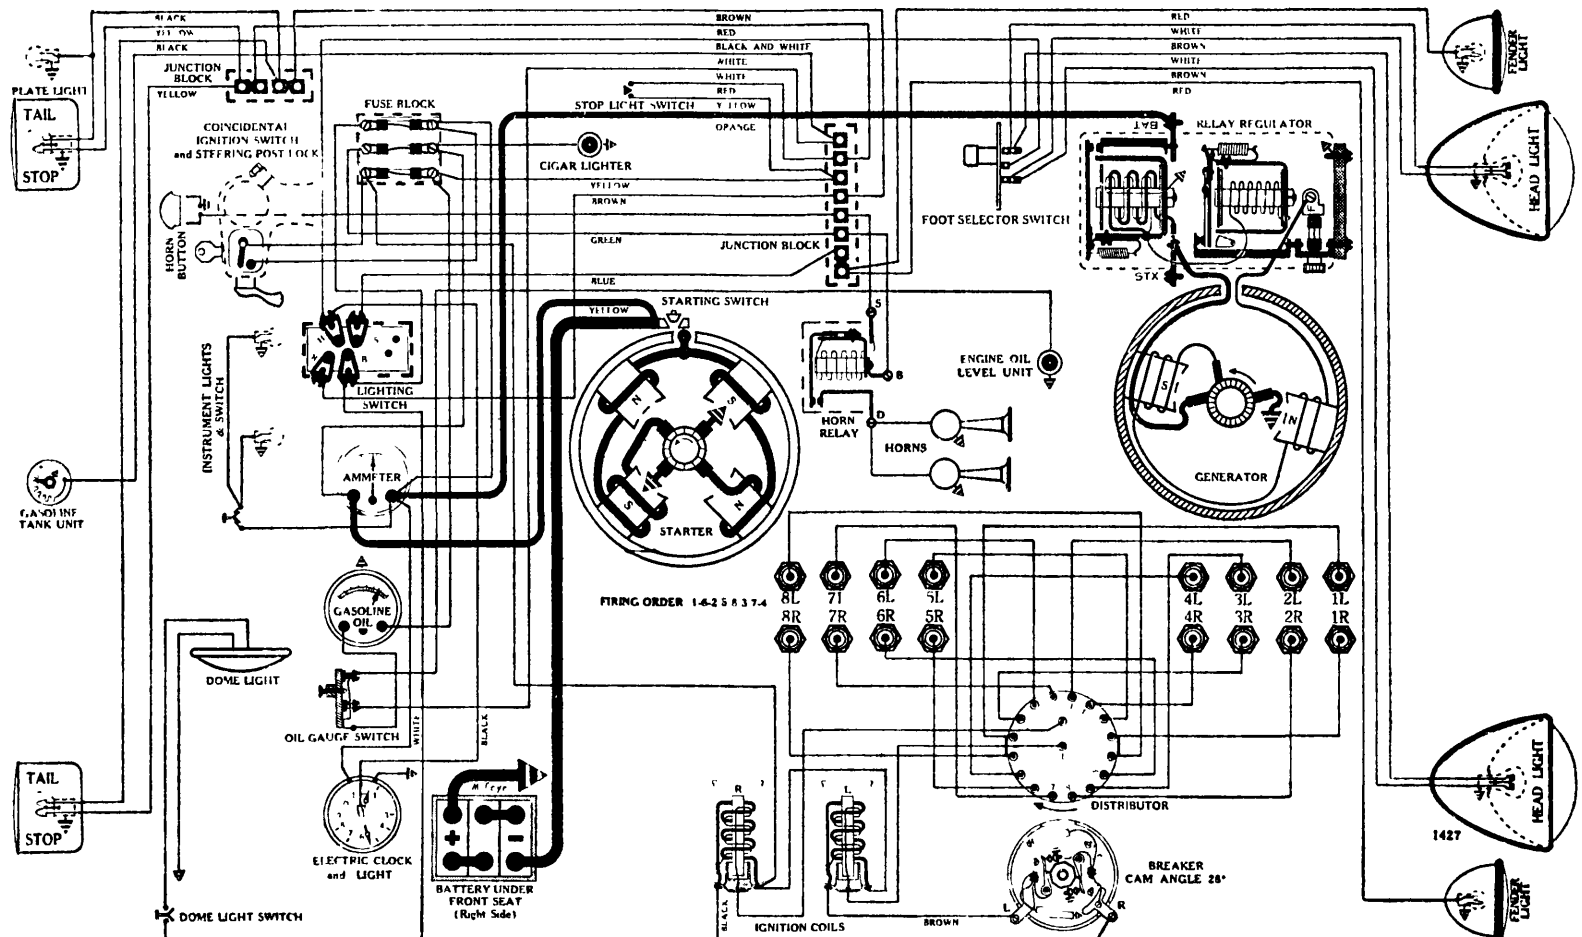 BLACK
YELLOW
BLACK
JUNCTION
BLOCK
YELLOW
PLATE LIGHT
TAIL
STOP
COINCIDENTAL
IGNITION SWITCH
and STEERING POST LOCK
FUSE BLOCK
BROWN
RED
BLACK AND WHITE
WHITE
WHITE
RED
YELLOW
ORANGE
STOP LIGHT SWITCH
CIGAR LIGHTER
YELLOW
BROWN
GREEN
JUNCTION BLOCK
BLUE
YELLOW
STARTING SWITCH
RED
WHITE
BROWN
WHITE
BROWN
RED
FENDER
LIGHT
HEAD LIGHT
BAT
RELAY REGULATOR
F
FOOT SELECTOR SWITCH
STX
HORN
BUTTON
INSTRUMENT LIGHTS
& SWITCH
H
S
N
B
LIGHTING
SWITCH
AMMETER
GASOLINE
TANK UNIT
N
S
S
N
STARTER
S
B
D
HORN
RELAY
HORNS
ENGINE OIL
LEVEL UNIT
S
N
GENERATOR
FIRING ORDER 1-6-2 5 8 3 7-4
8L 7L 6L 5L 4L 3L 2L 1L
8R 7R 6R 5R 4R 3R 2R 1R
GASOLINE
OIL
DOME LIGHT
OIL GAUGE SWITCH
WHITE
BLACK
TAIL
STOP
ELECTRIC CLOCK
and LIGHT
+ −
BATTERY UNDER
FRONT SEAT
(Right Side)
DOME LIGHT SWITCH
R
L
BLACK
IGNITION COILS
BROWN
DISTRIBUTOR
BREAKER
CAM ANGLE 28°
L
R
HEAD LIGHT
1427
FENDER
LIGHT